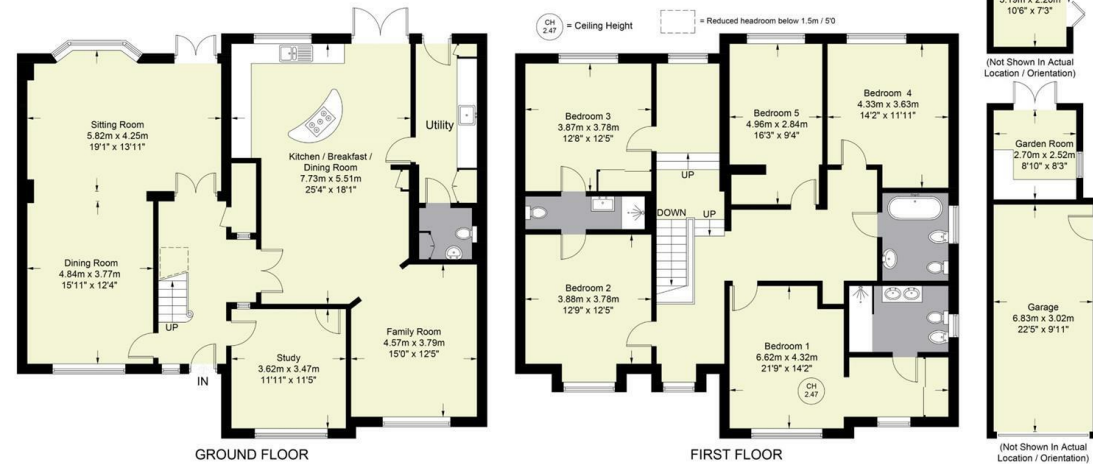 Sitting Room
5.82m x 4.25m
19'1" x 13'11"
Kitchen / Breakfast /
Dining Room
7.73m x 5.51m
25'4" x 18'1"
Utility
Dining Room
4.84m x 3.77m
15'11" x 12'4"
UP
IN
Study
3.62m x 3.47m
11'11" x 11'5"
Family Room
4.57m x 3.79m
15'0" x 12'5"
GROUND FLOOR
CH
2.47
= Ceiling Height
= Reduced headroom below 1.5m / 5'0
Bedroom 3
3.87m x 3.78m
12'8" x 12'5"
Bedroom 5
4.96m x 2.84m
16'3" x 9'4"
Bedroom 4
4.33m x 3.63m
14'2" x 11'11"
UP
DOWN
UP
Bedroom 2
3.88m x 3.78m
12'9" x 12'5"
Bedroom 1
6.62m x 4.32m
21'9" x 14'2"
CH
2.47
FIRST FLOOR
10'6" x 7'3"
(Not Shown In Actual
Location / Orientation)
Garden Room
2.70m x 2.52m
8'10" x 8'3"
Garage
6.83m x 3.02m
22'5" x 9'11"
(Not Shown In Actual
Location / Orientation)